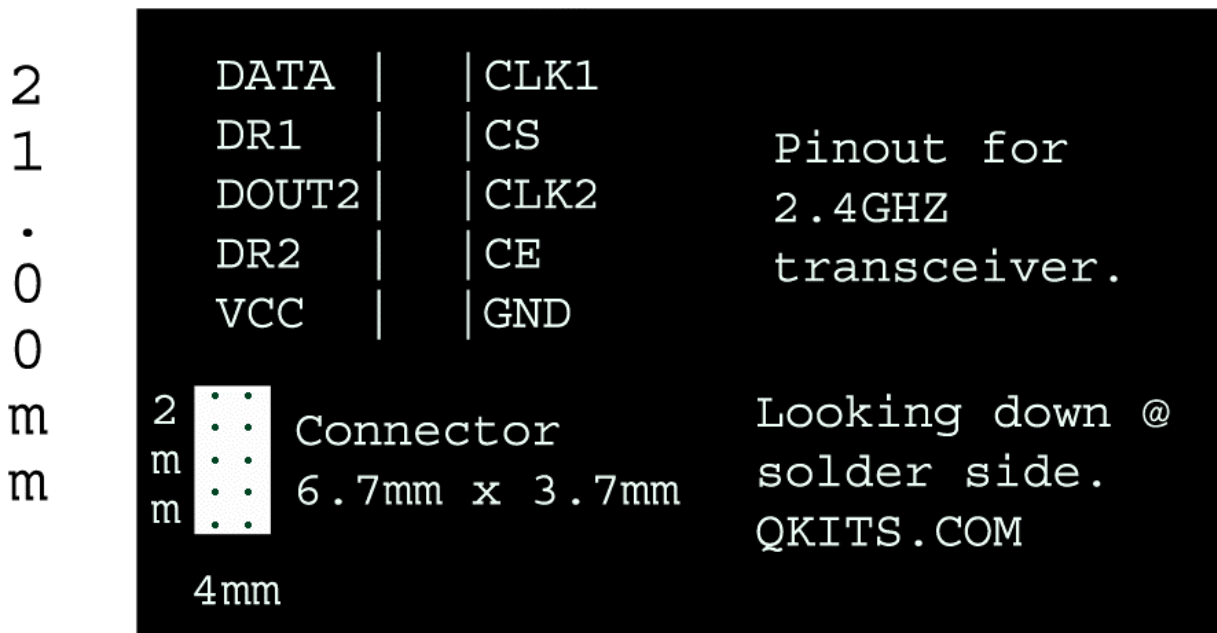 21.00mm
DATA | | CLK1
DR1 | | CS
DOUT2 | | CLK2
DR2 | | CE
VCC | | GND
Pinout for
2.4GHZ
transceiver.
2mm
Connector
6.7mm x 3.7mm
4mm
Looking down @
solder side.
QKITS.COM